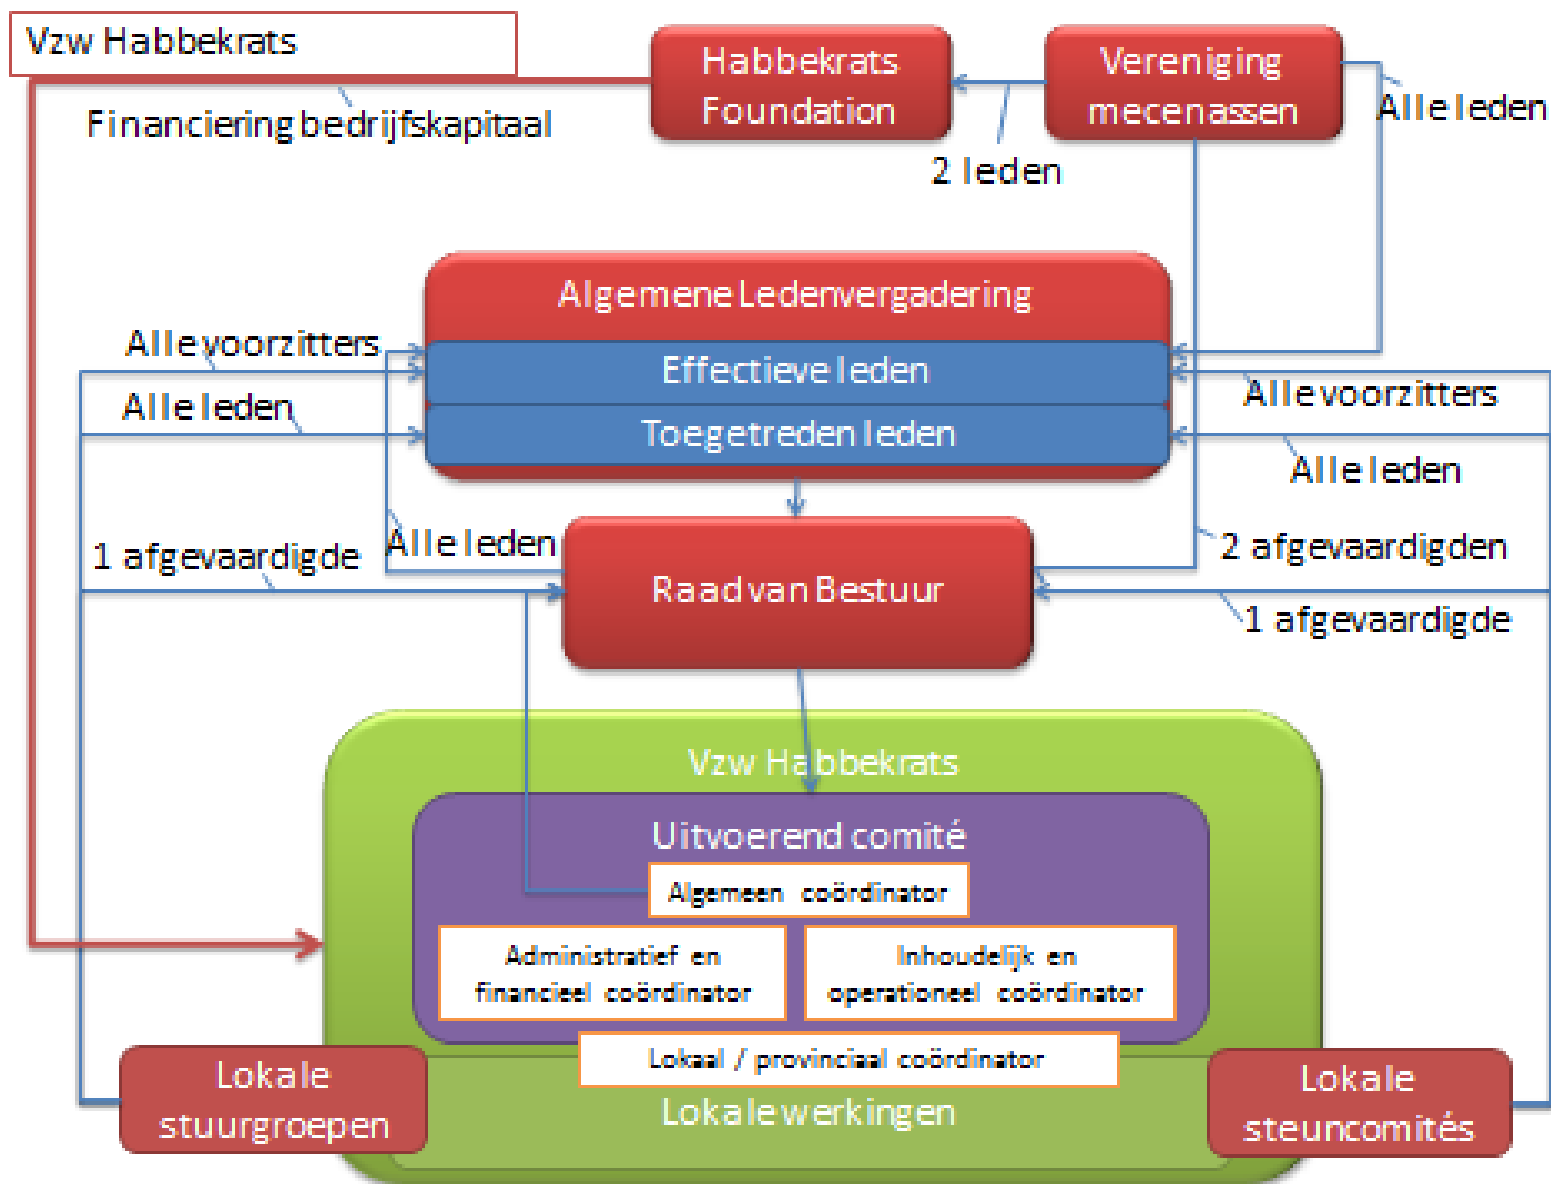 Vzw Habbekrats
Habbekrats
Foundation
Vereniging
mecenassen
Financiering bedrijfskapitaal
Alle leden
2 leden
Algemene Ledenvergadering
Alle voorzitters
Effectieve leden
Alle voorzitters
Alle leden
Toegetreden leden
Alle leden
Alle leden
1 afgevaardigde
2 afgevaardigden
Raad van Bestuur
1 afgevaardigde
Vzw Habbekrats
Uitvoerend comité
Algemeen coördinator
Administratief en
financieel coördinator
Inhoudelijk en
operationeel coördinator
Lokaal / provinciaal coördinator
Lokale
stuurgroepen
Lokale werkingen
Lokale
steuncomités